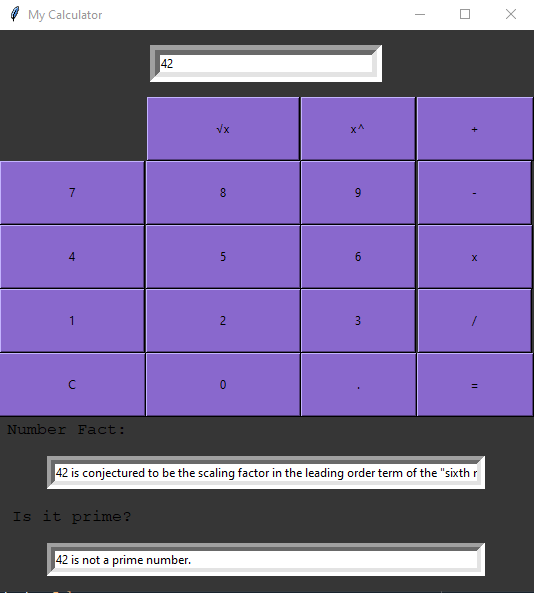 My Calculator
42
√x x^ +
7 8 9 -
4 5 6 x
1 2 3 /
C 0 . =
Number Fact:
42 is conjectured to be the scaling factor in the leading order term of the "sixth
Is it prime?
42 is not a prime number.